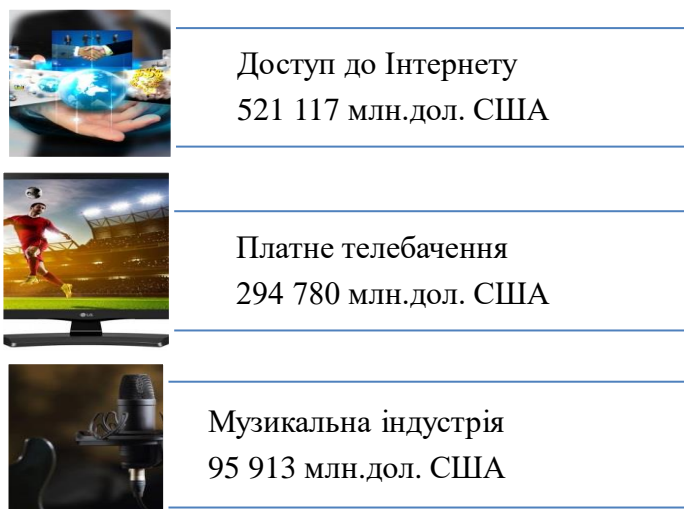 Доступ до Інтернету
521 117 млн.дол. США
Платне телебачення
294 780 млн.дол. США
LG
Музикальна індустрія
95 913 млн.дол. США